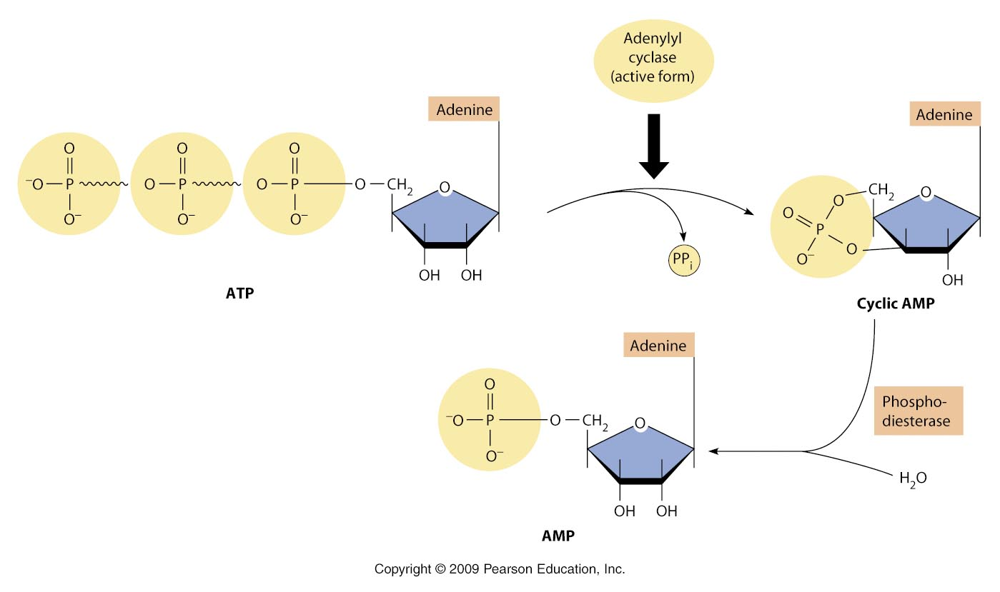 Adenylyl
cyclase
(active form)
Adenine
Adenine
O O O
⁻O—P O—P O—P—O—CH₂ O
O⁻ O⁻ O⁻
OH OH
ATP
PPᵢ
O CH₂ O
O P
O⁻ O
OH
Cyclic AMP
Adenine
O
⁻O—P—O—CH₂ O
O⁻
OH OH
AMP
Phospho-
diesterase
H₂O
Copyright © 2009 Pearson Education, Inc.